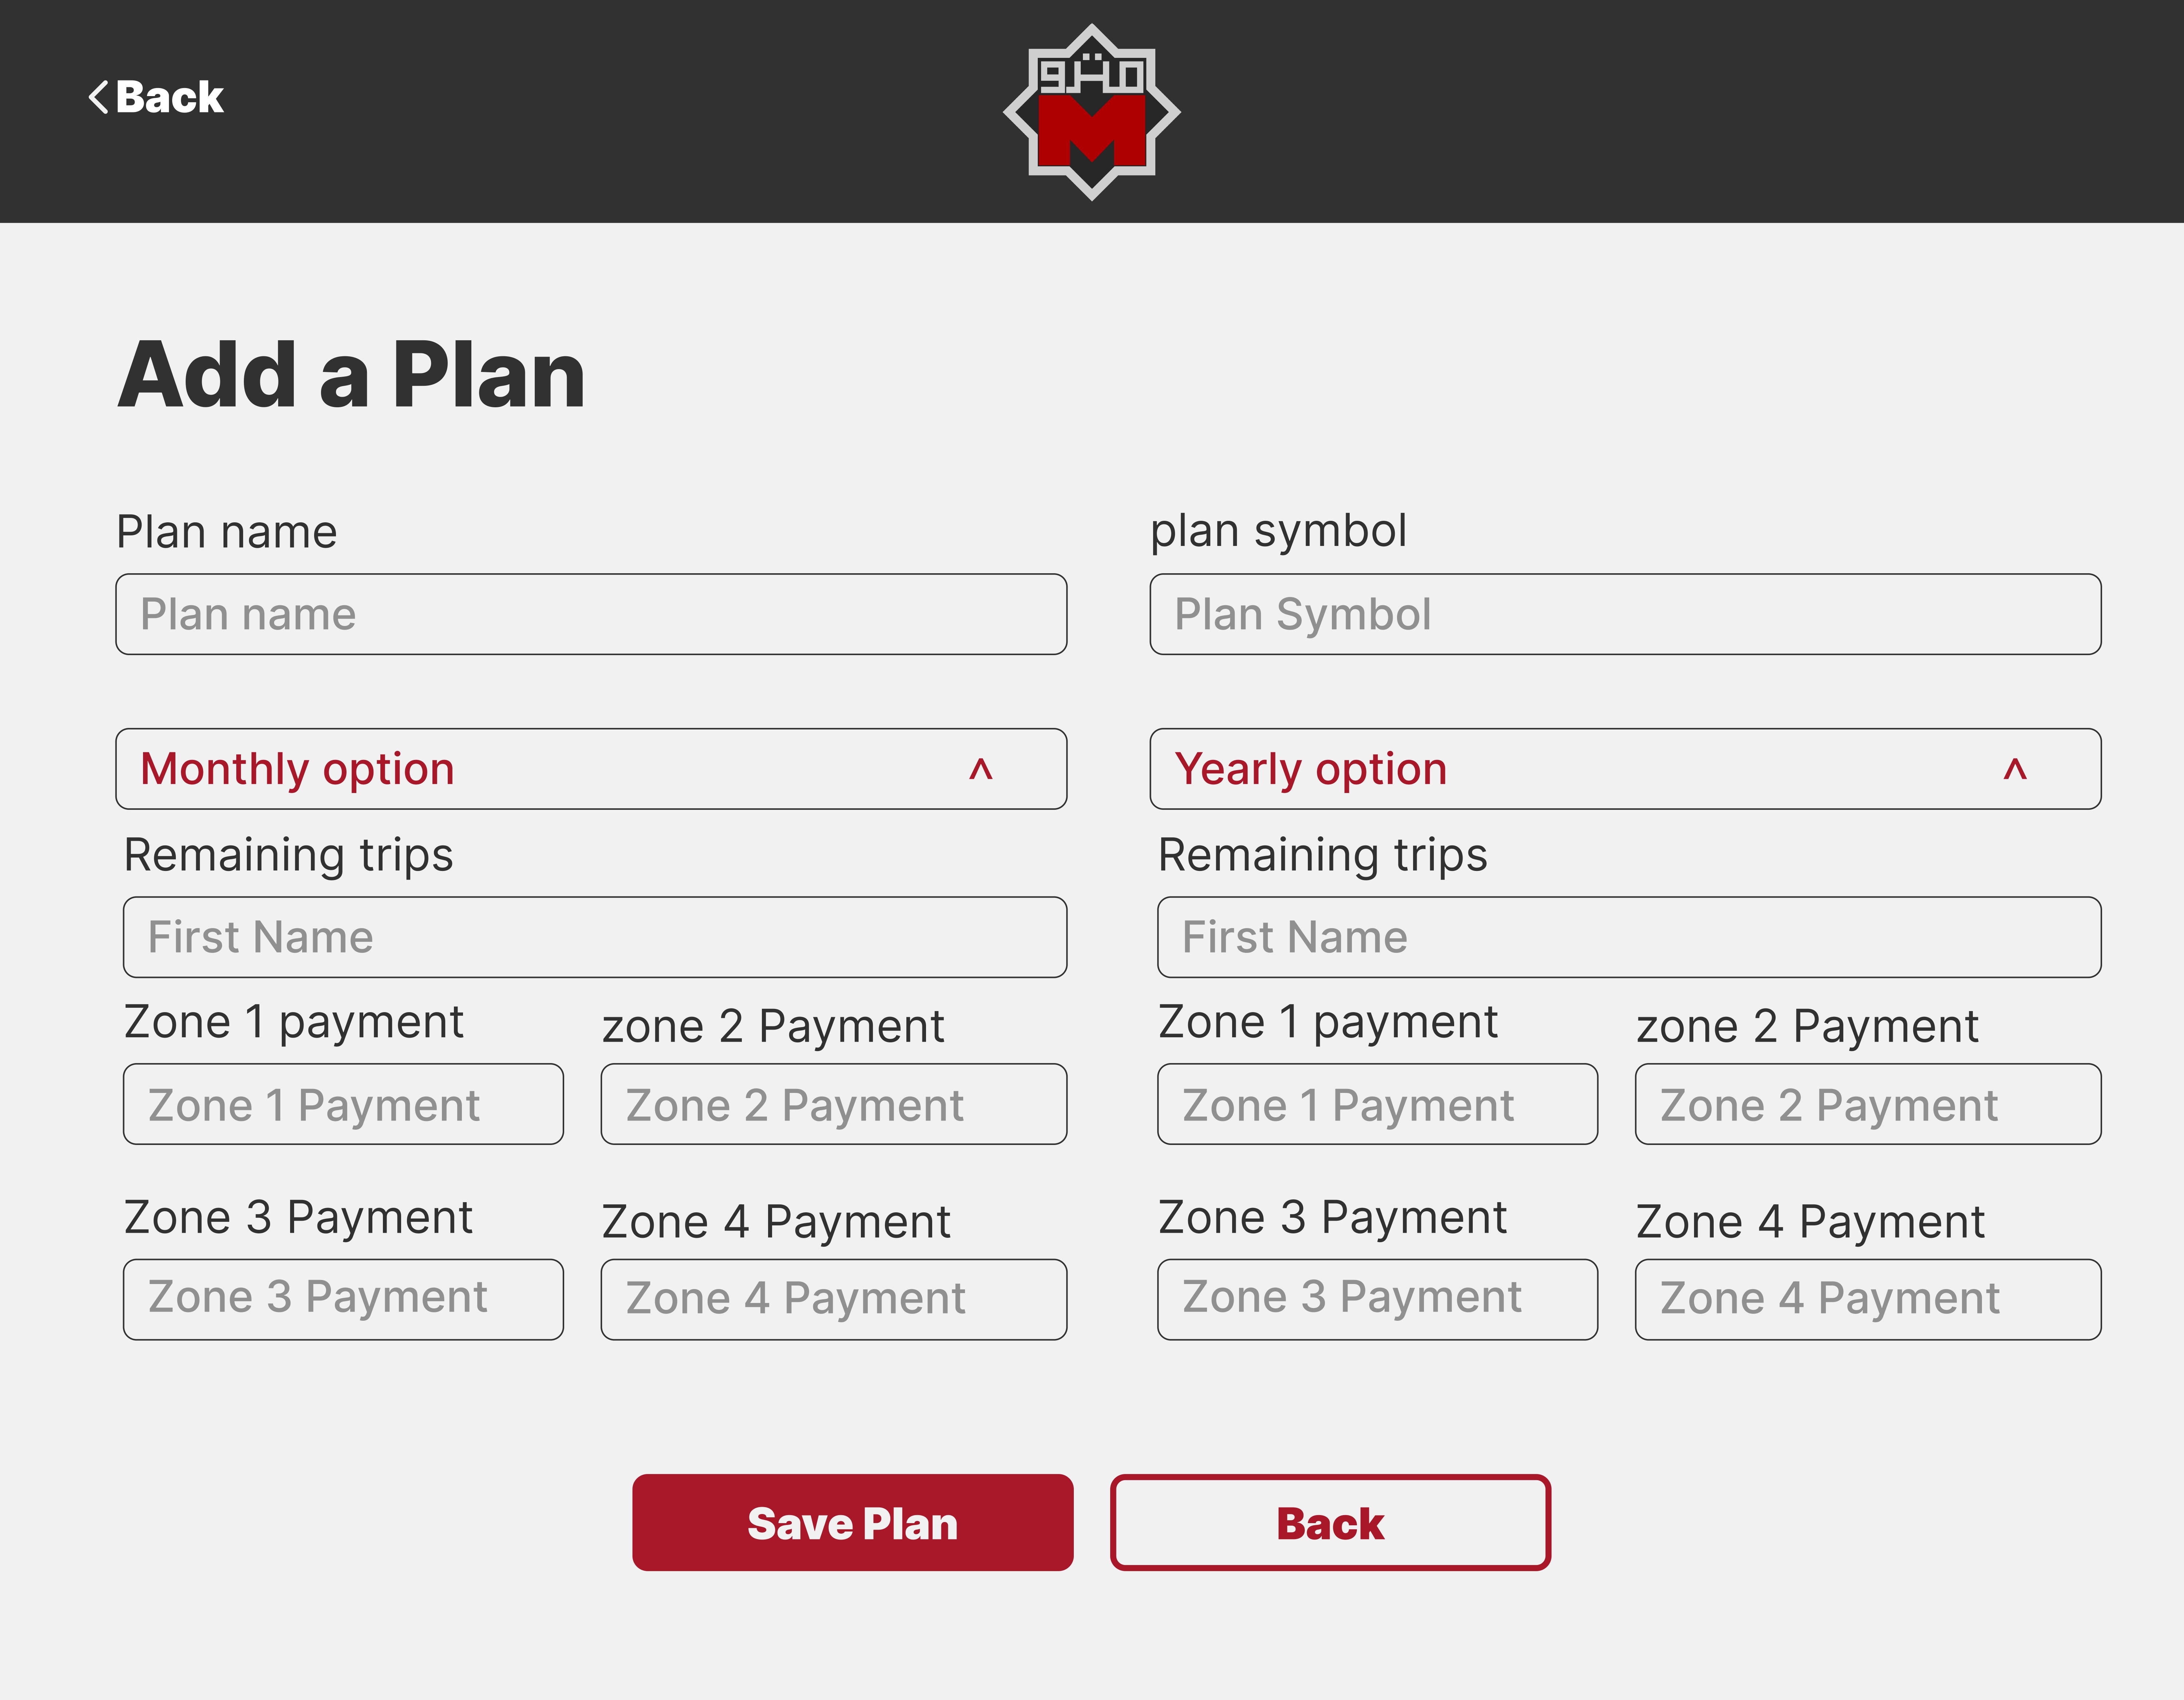 Back
مترو
M
Add a Plan
Plan name
plan symbol
Plan name
Plan Symbol
Monthly option ^
Yearly option ^
Remaining trips
Remaining trips
First Name
First Name
Zone 1 payment
zone 2 Payment
Zone 1 payment
zone 2 Payment
Zone 1 Payment
Zone 2 Payment
Zone 1 Payment
Zone 2 Payment
Zone 3 Payment
Zone 4 Payment
Zone 3 Payment
Zone 4 Payment
Zone 3 Payment
Zone 4 Payment
Zone 3 Payment
Zone 4 Payment
Save Plan
Back